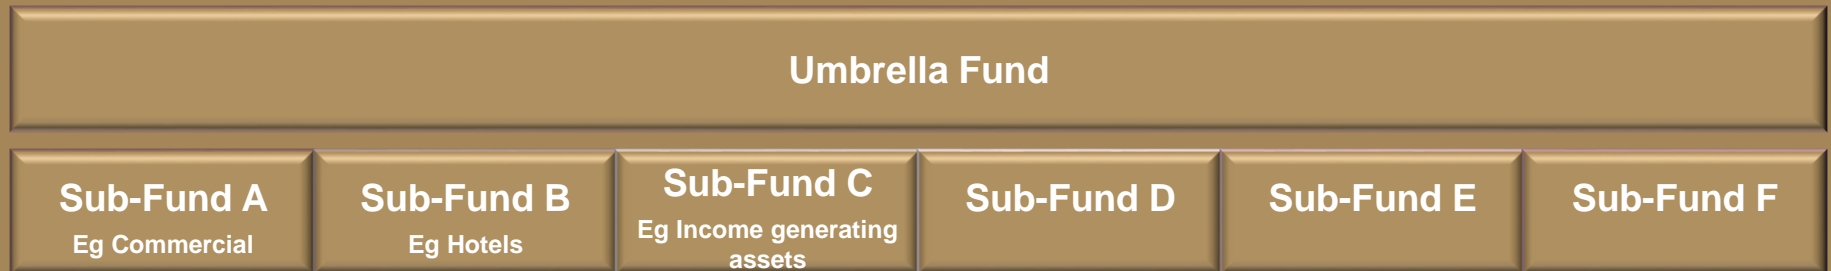 Umbrella Fund
Sub-Fund A
Eg Commercial
Sub-Fund B
Eg Hotels
Sub-Fund C
Eg Income generating
assets
Sub-Fund D
Sub-Fund E
Sub-Fund F